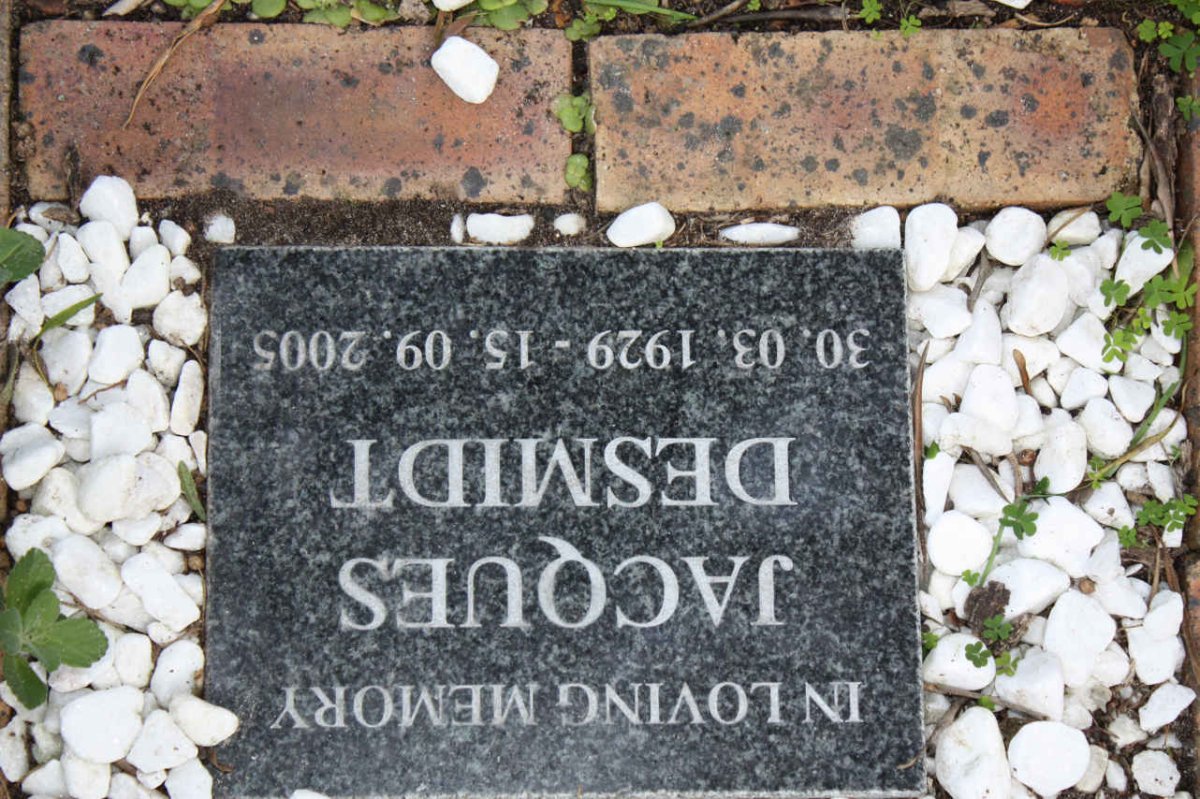 IN LOVING MEMORY
JACQUES
DESMIDT
30. 03. 1929 - 15. 09. 2005